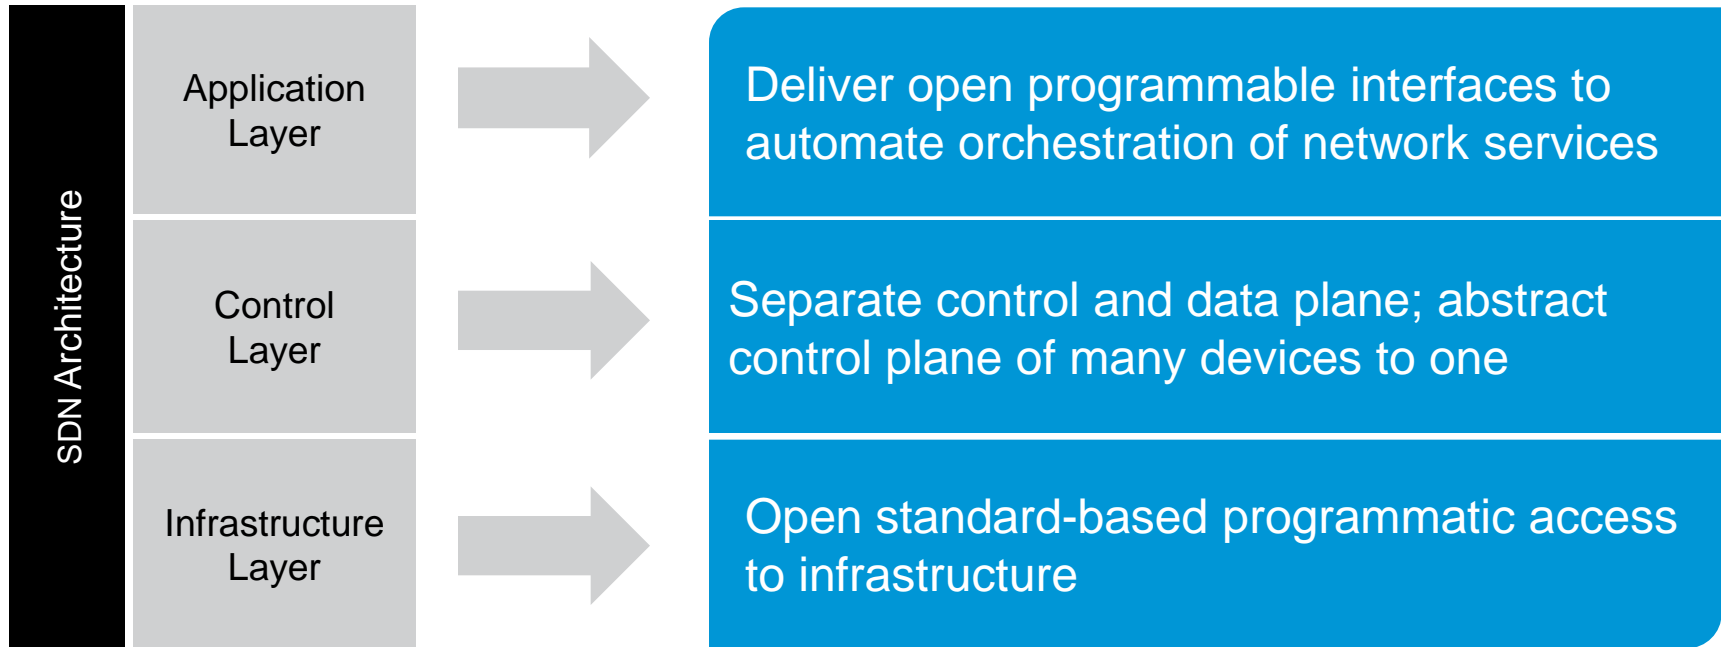 SDN Architecture
Application
Layer
Deliver open programmable interfaces to
automate orchestration of network services
Control
Layer
Separate control and data plane; abstract
control plane of many devices to one
Infrastructure
Layer
Open standard-based programmatic access
to infrastructure